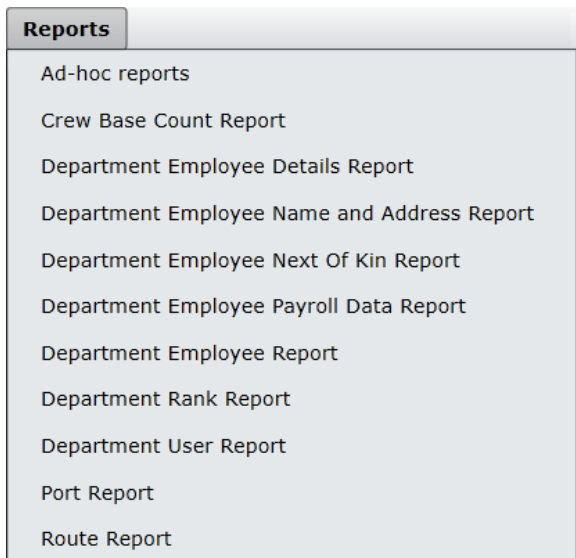 Reports
Ad-hoc reports
Crew Base Count Report
Department Employee Details Report
Department Employee Name and Address Report
Department Employee Next Of Kin Report
Department Employee Payroll Data Report
Department Employee Report
Department Rank Report
Department User Report
Port Report
Route Report